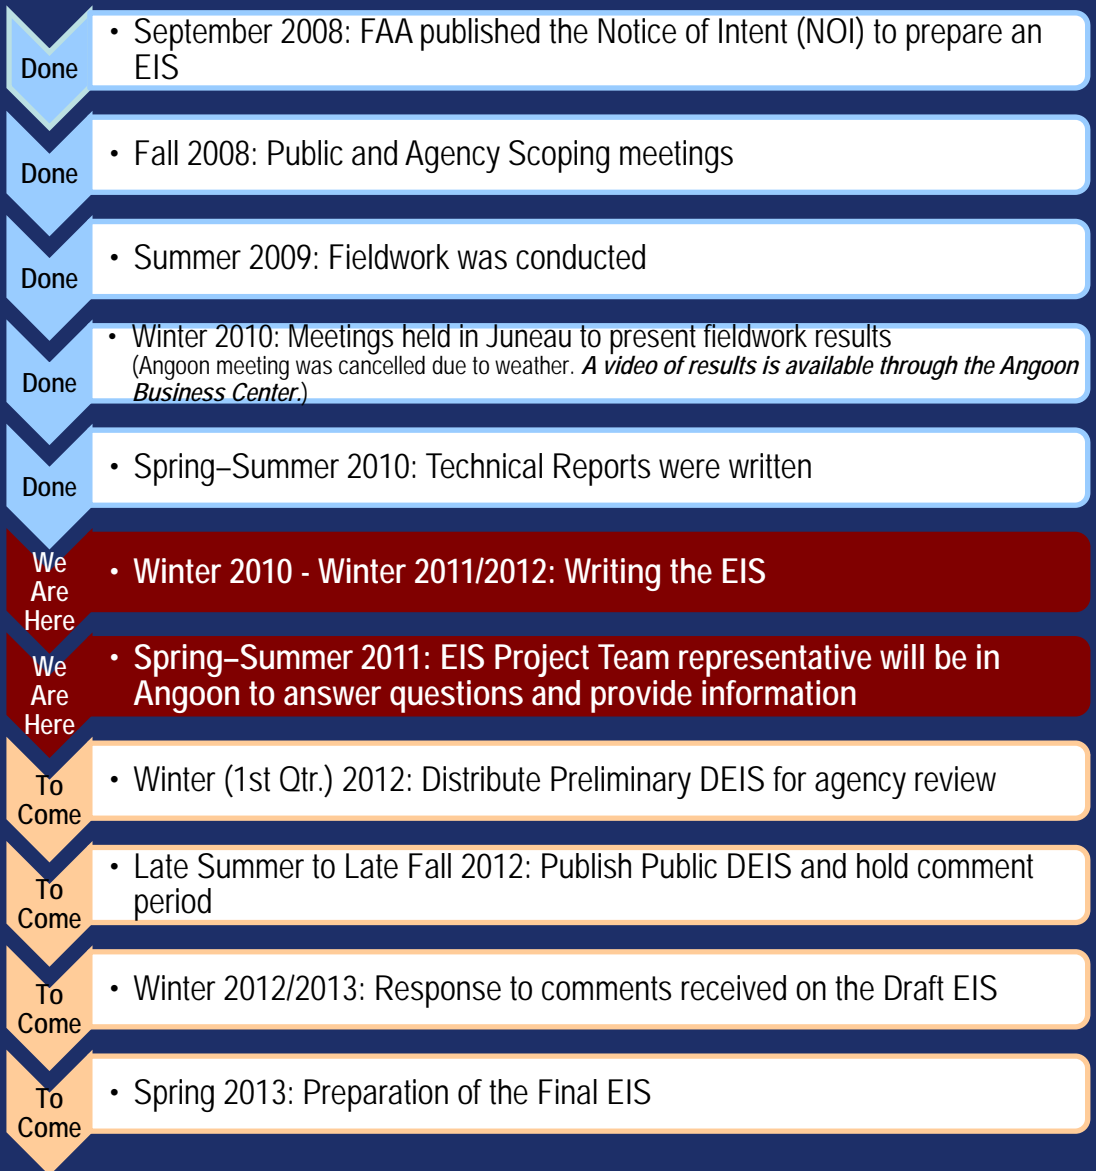 Done
• September 2008: FAA published the Notice of Intent (NOI) to prepare an
EIS
Done
• Fall 2008: Public and Agency Scoping meetings
Done
• Summer 2009: Fieldwork was conducted
Done
• Winter 2010: Meetings held in Juneau to present fieldwork results
(Angoon meeting was cancelled due to weather. A video of results is available through the Angoon
Business Center.)
Done
• Spring–Summer 2010: Technical Reports were written
We
Are
Here
• Winter 2010 - Winter 2011/2012: Writing the EIS
We
Are
Here
• Spring–Summer 2011: EIS Project Team representative will be in
Angoon to answer questions and provide information
To
Come
• Winter (1st Qtr.) 2012: Distribute Preliminary DEIS for agency review
To
Come
• Late Summer to Late Fall 2012: Publish Public DEIS and hold comment
period
To
Come
• Winter 2012/2013: Response to comments received on the Draft EIS
To
Come
• Spring 2013: Preparation of the Final EIS